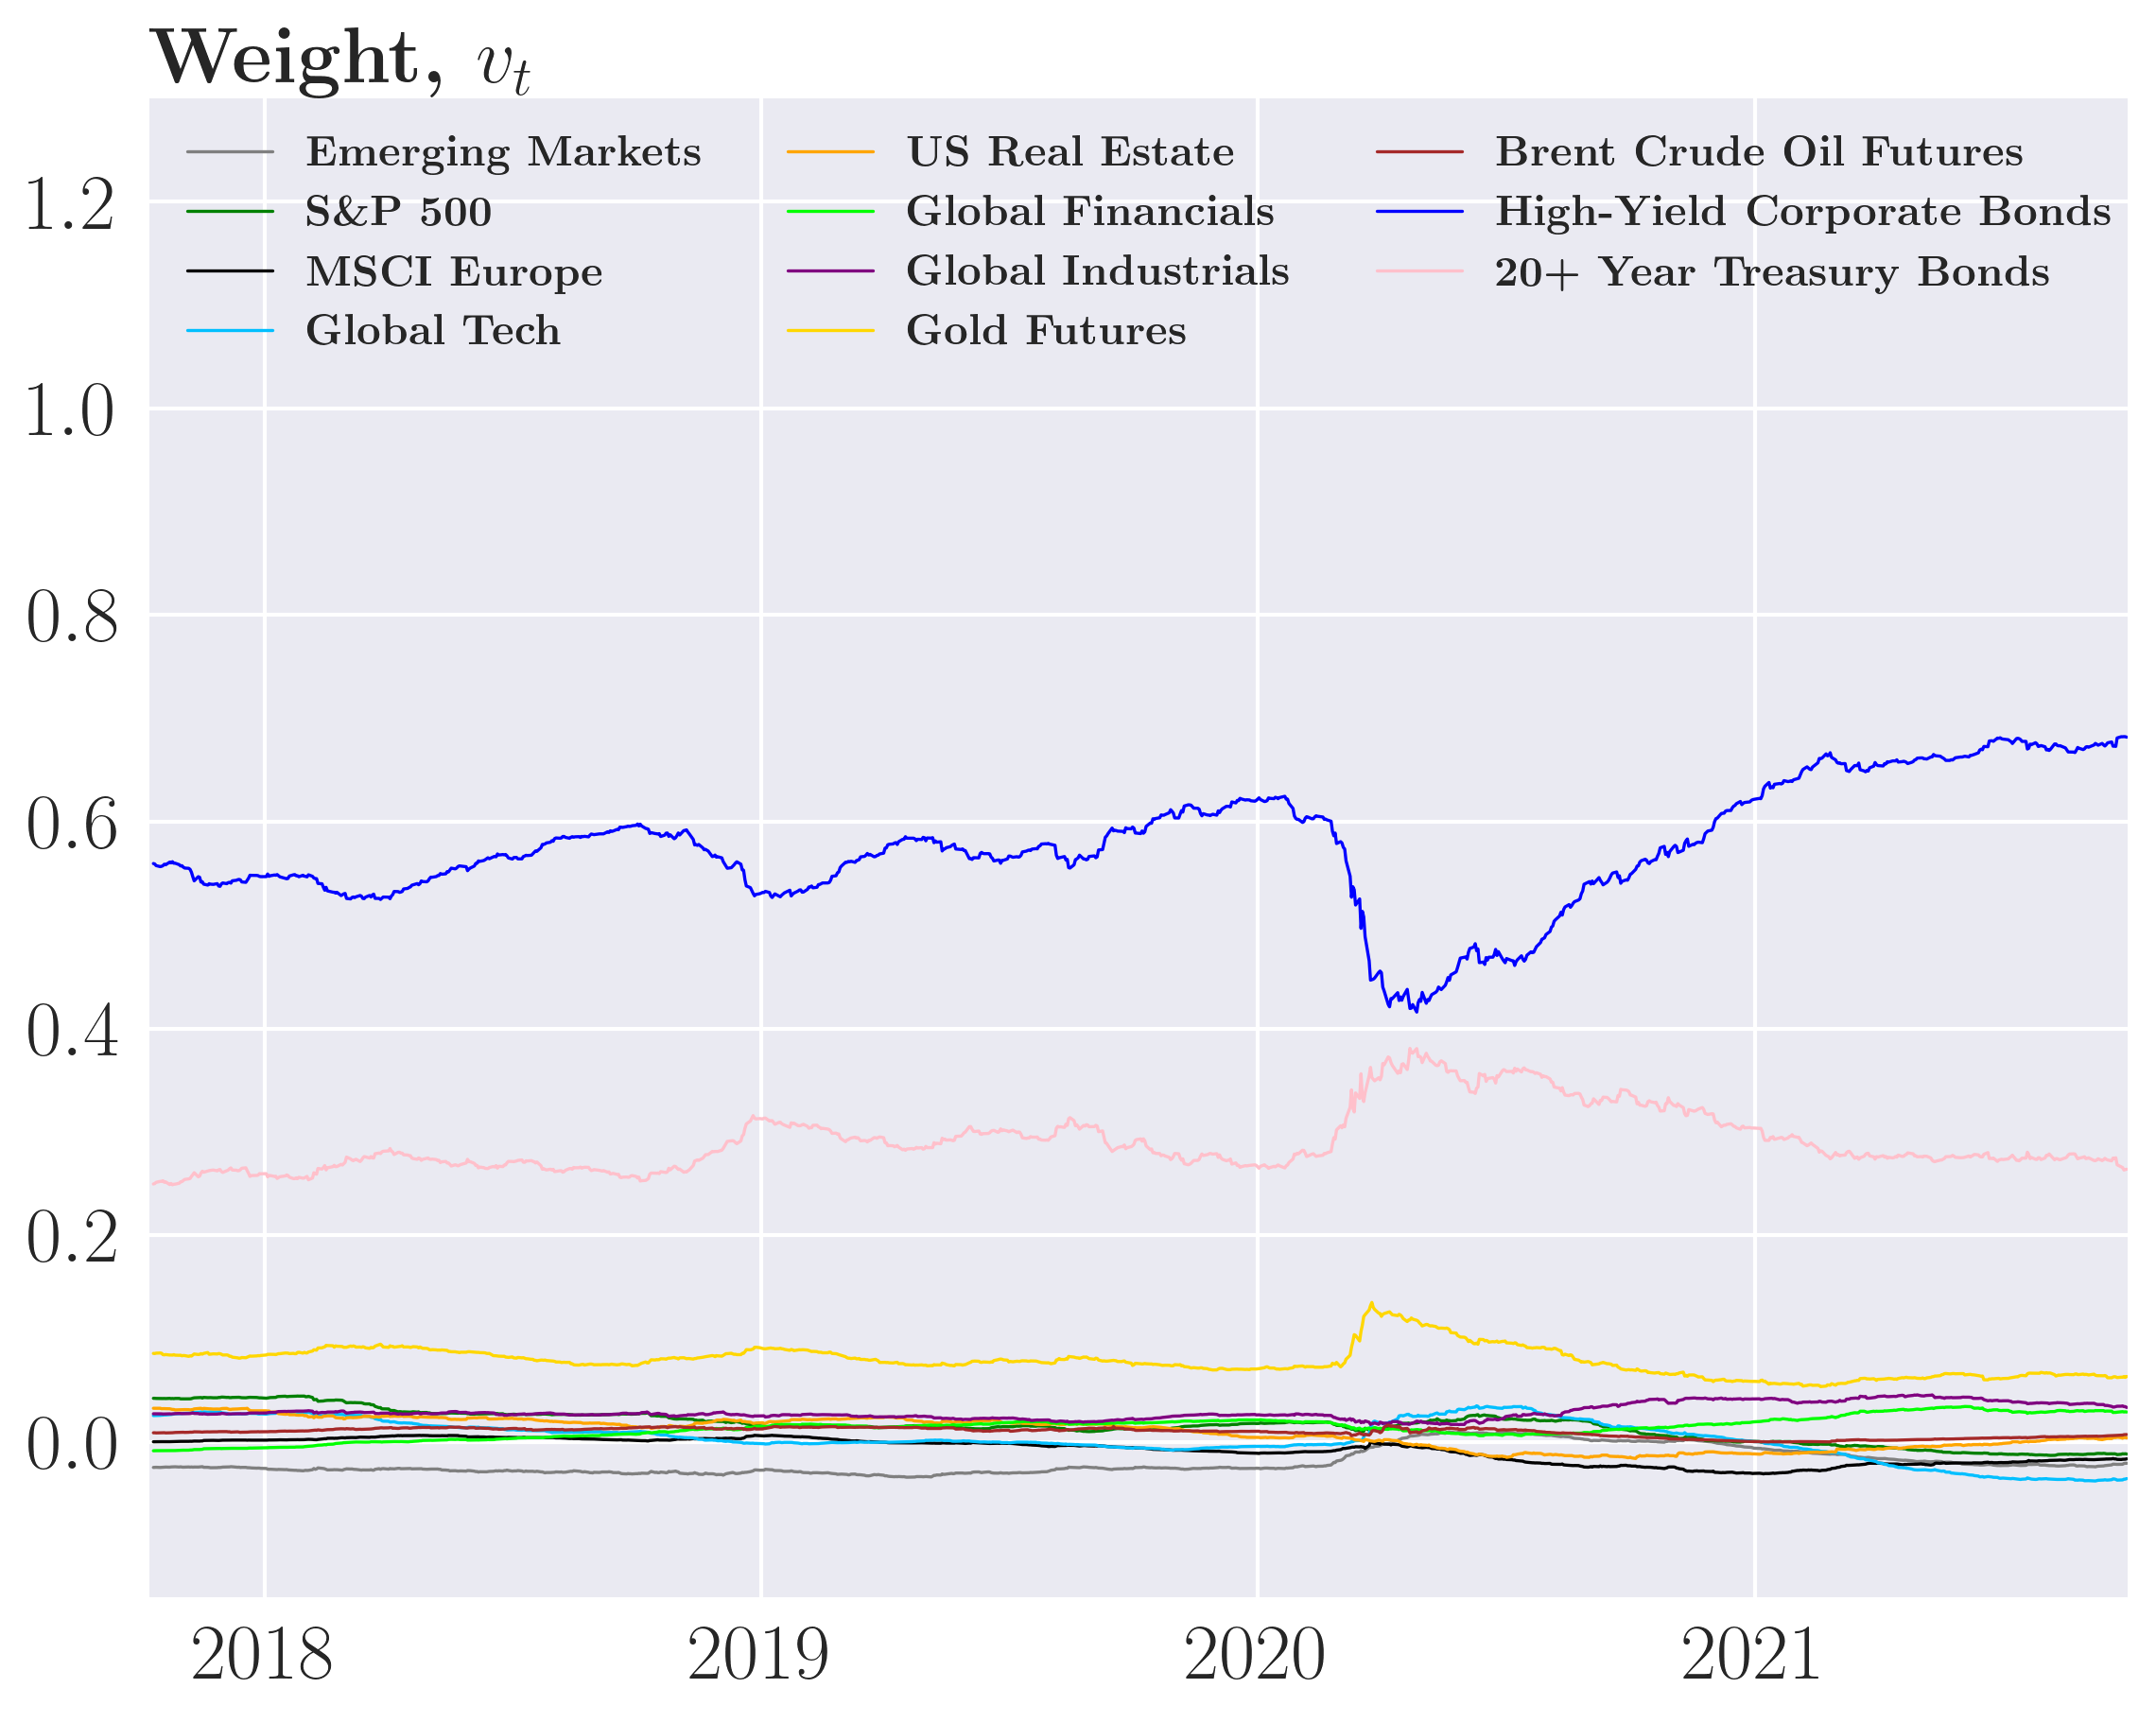 Weight, v_t
1.2
1.0
0.8
0.6
0.4
0.2
0.0
Emerging Markets
S&P 500
MSCI Europe
Global Tech
US Real Estate
Global Financials
Global Industrials
Gold Futures
Brent Crude Oil Futures
High-Yield Corporate Bonds
20+ Year Treasury Bonds
2018 2019 2020 2021